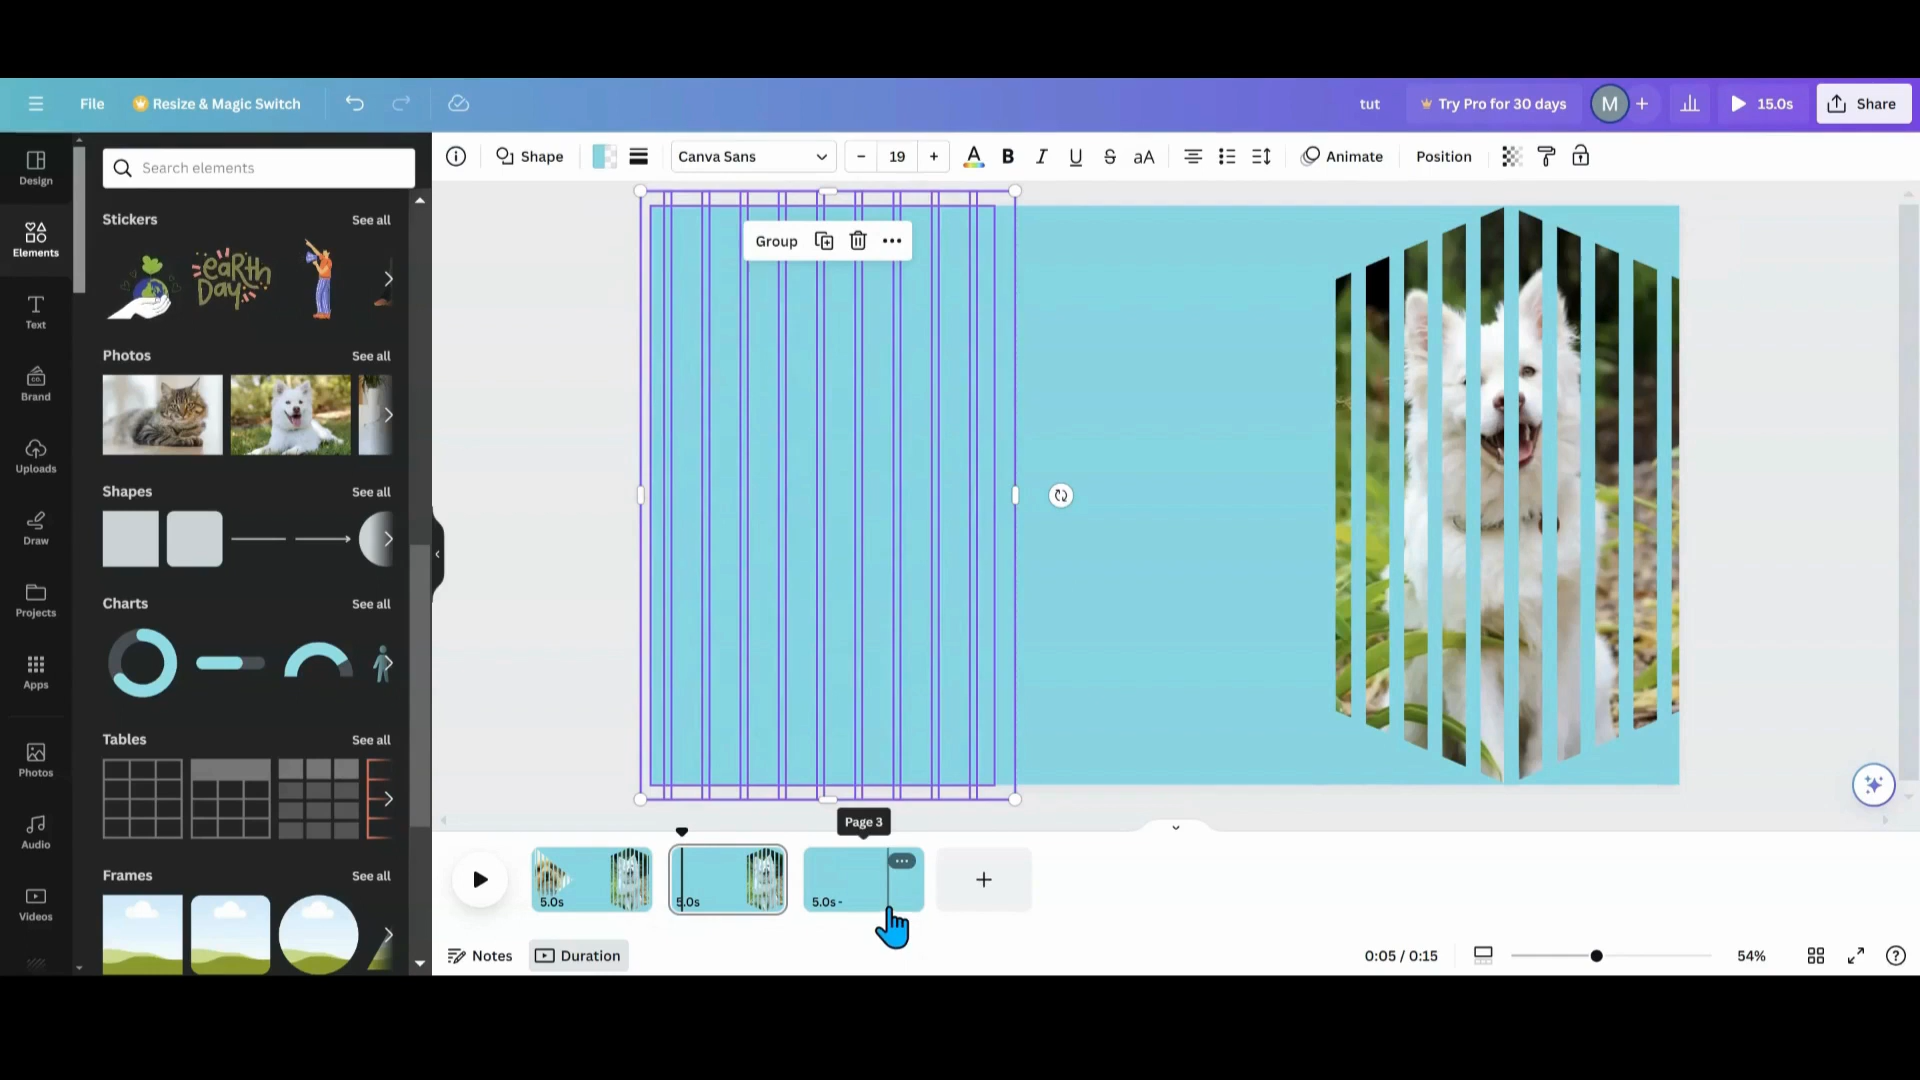 File
Resize & Magic Switch
tut
Try Pro for 30 days
M
15.0s
Share
Design
Elements
Text
Brand
Uploads
Draw
Projects
Apps
Photos
Audio
Videos
Search elements
Stickers
See all
eaRth
Day
Photos
See all
Shapes
See all
Charts
See all
Tables
See all
Frames
See all
Shape
Canva Sans
– 19 +
A B I U S aA
Animate
Position
Group
Page 3
5.0s
5.0s
5.0s -
Notes
Duration
0:05 / 0:15
54%